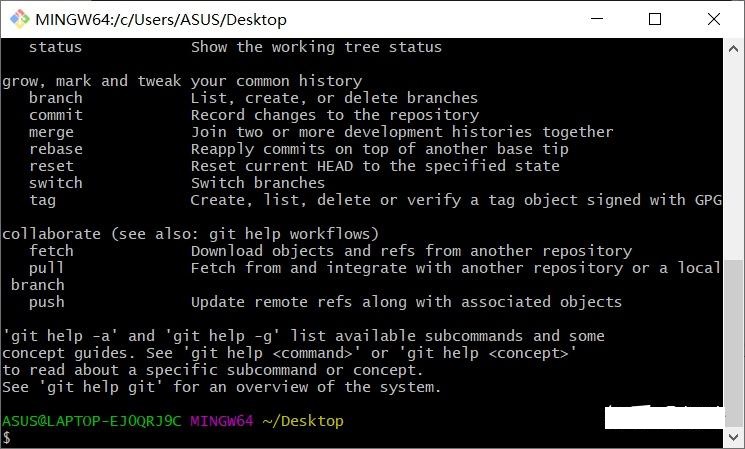 MINGW64:/c/Users/ASUS/Desktop
status Show the working tree status
grow, mark and tweak your common history
branch List, create, or delete branches
commit Record changes to the repository
merge Join two or more development histories together
rebase Reapply commits on top of another base tip
reset Reset current HEAD to the specified state
switch Switch branches
tag Create, list, delete or verify a tag object signed with GPG
collaborate (see also: git help workflows)
fetch Download objects and refs from another repository
pull Fetch from and integrate with another repository or a local
branch
push Update remote refs along with associated objects
'git help -a' and 'git help -g' list available subcommands and some
concept guides. See 'git help <command>' or 'git help <concept>'
to read about a specific subcommand or concept.
See 'git help git' for an overview of the system.
ASUS@LAPTOP-EJ0QRJ9C MINGW64 ~/Desktop
$